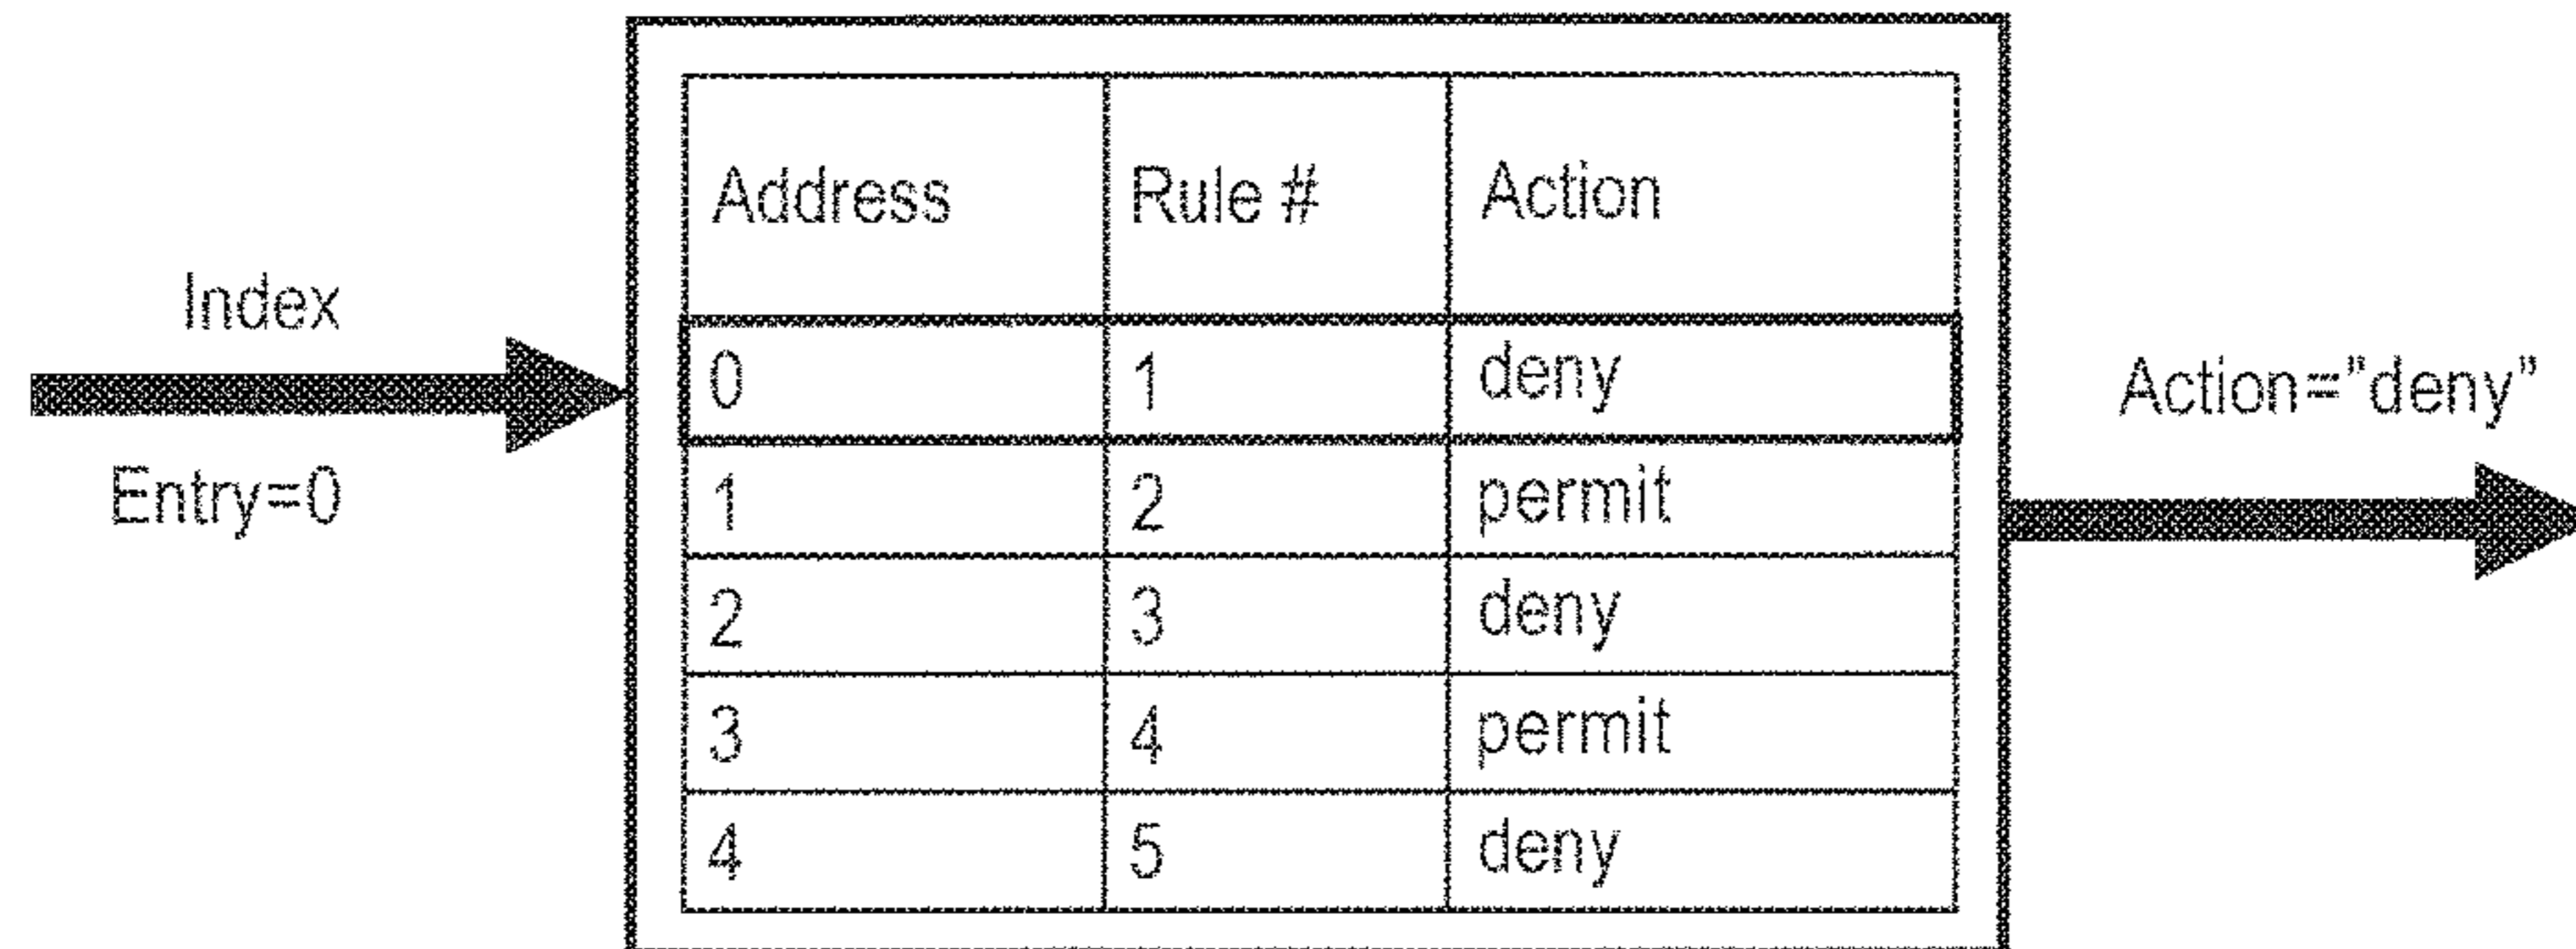 Index
Entry=0
Address Rule # Action
0 1 deny
1 2 permit
2 3 deny
3 4 permit
4 5 deny
Action="deny”